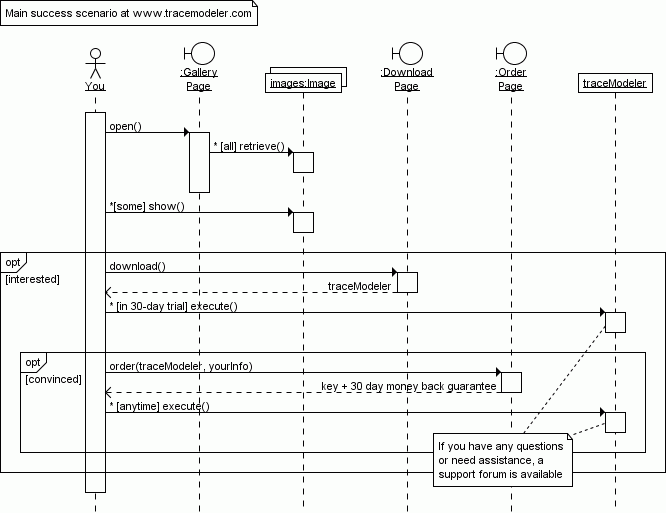 Main success scenario at www.tracemodeler.com
You
:Gallery
Page
images:Image
:Download
Page
:Order
Page
traceModeler
open()
* [all] retrieve()
*[some] show()
opt
[interested]
download()
traceModeler
* [in 30-day trial] execute()
opt
[convinced]
order(traceModeler, yourInfo)
key + 30 day money back guarantee
* [anytime] execute()
If you have any questions
or need assistance, a
support forum is available